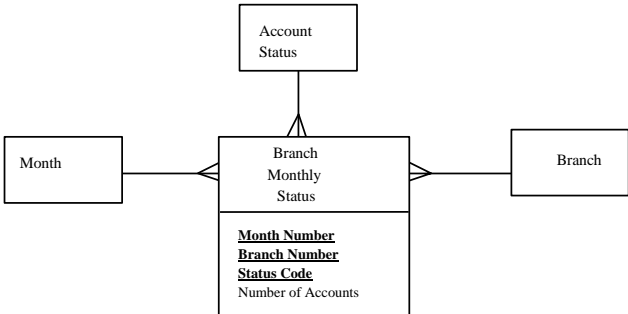 Account
Status
Month
Branch
Monthly
Status
Branch
Month Number
Branch Number
Status Code
Number of Accounts